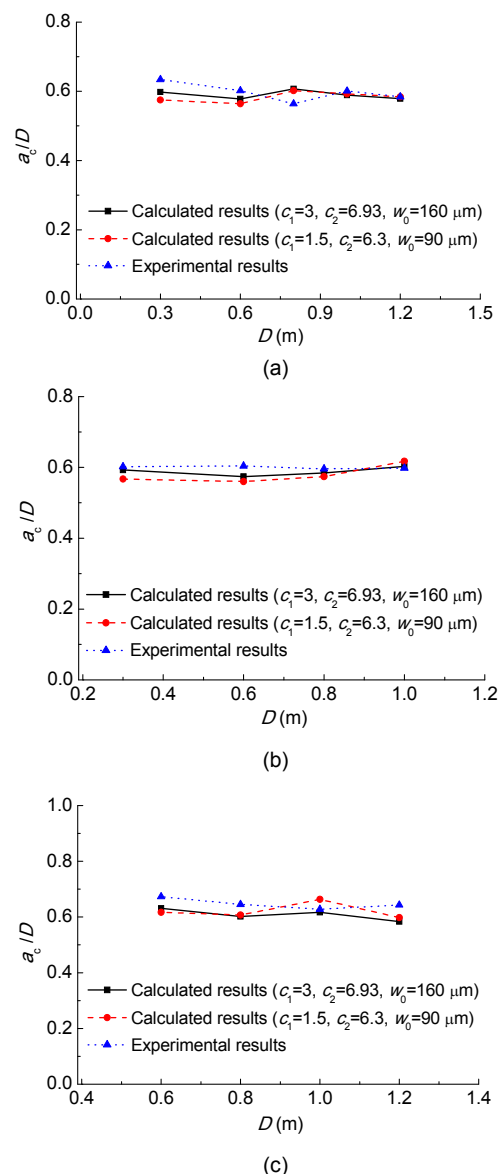 0.8
0.6
0.4
0.2
0.0
a_c/D
Calculated results (c₁=3, c₂=6.93, w₀=160 μm)
Calculated results (c₁=1.5, c₂=6.3, w₀=90 μm)
Experimental results
0.0 0.3 0.6 0.9 1.2 1.5
D (m)
(a)
0.8
0.6
0.4
0.2
0.0
a_c/D
Calculated results (c₁=3, c₂=6.93, w₀=160 μm)
Calculated results (c₁=1.5, c₂=6.3, w₀=90 μm)
Experimental results
0.2 0.4 0.6 0.8 1.0 1.2
D (m)
(b)
1.0
0.8
0.6
0.4
0.2
0.0
a_c/D
Calculated results (c₁=3, c₂=6.93, w₀=160 μm)
Calculated results (c₁=1.5, c₂=6.3, w₀=90 μm)
Experimental results
0.4 0.6 0.8 1.0 1.2 1.4
D (m)
(c)